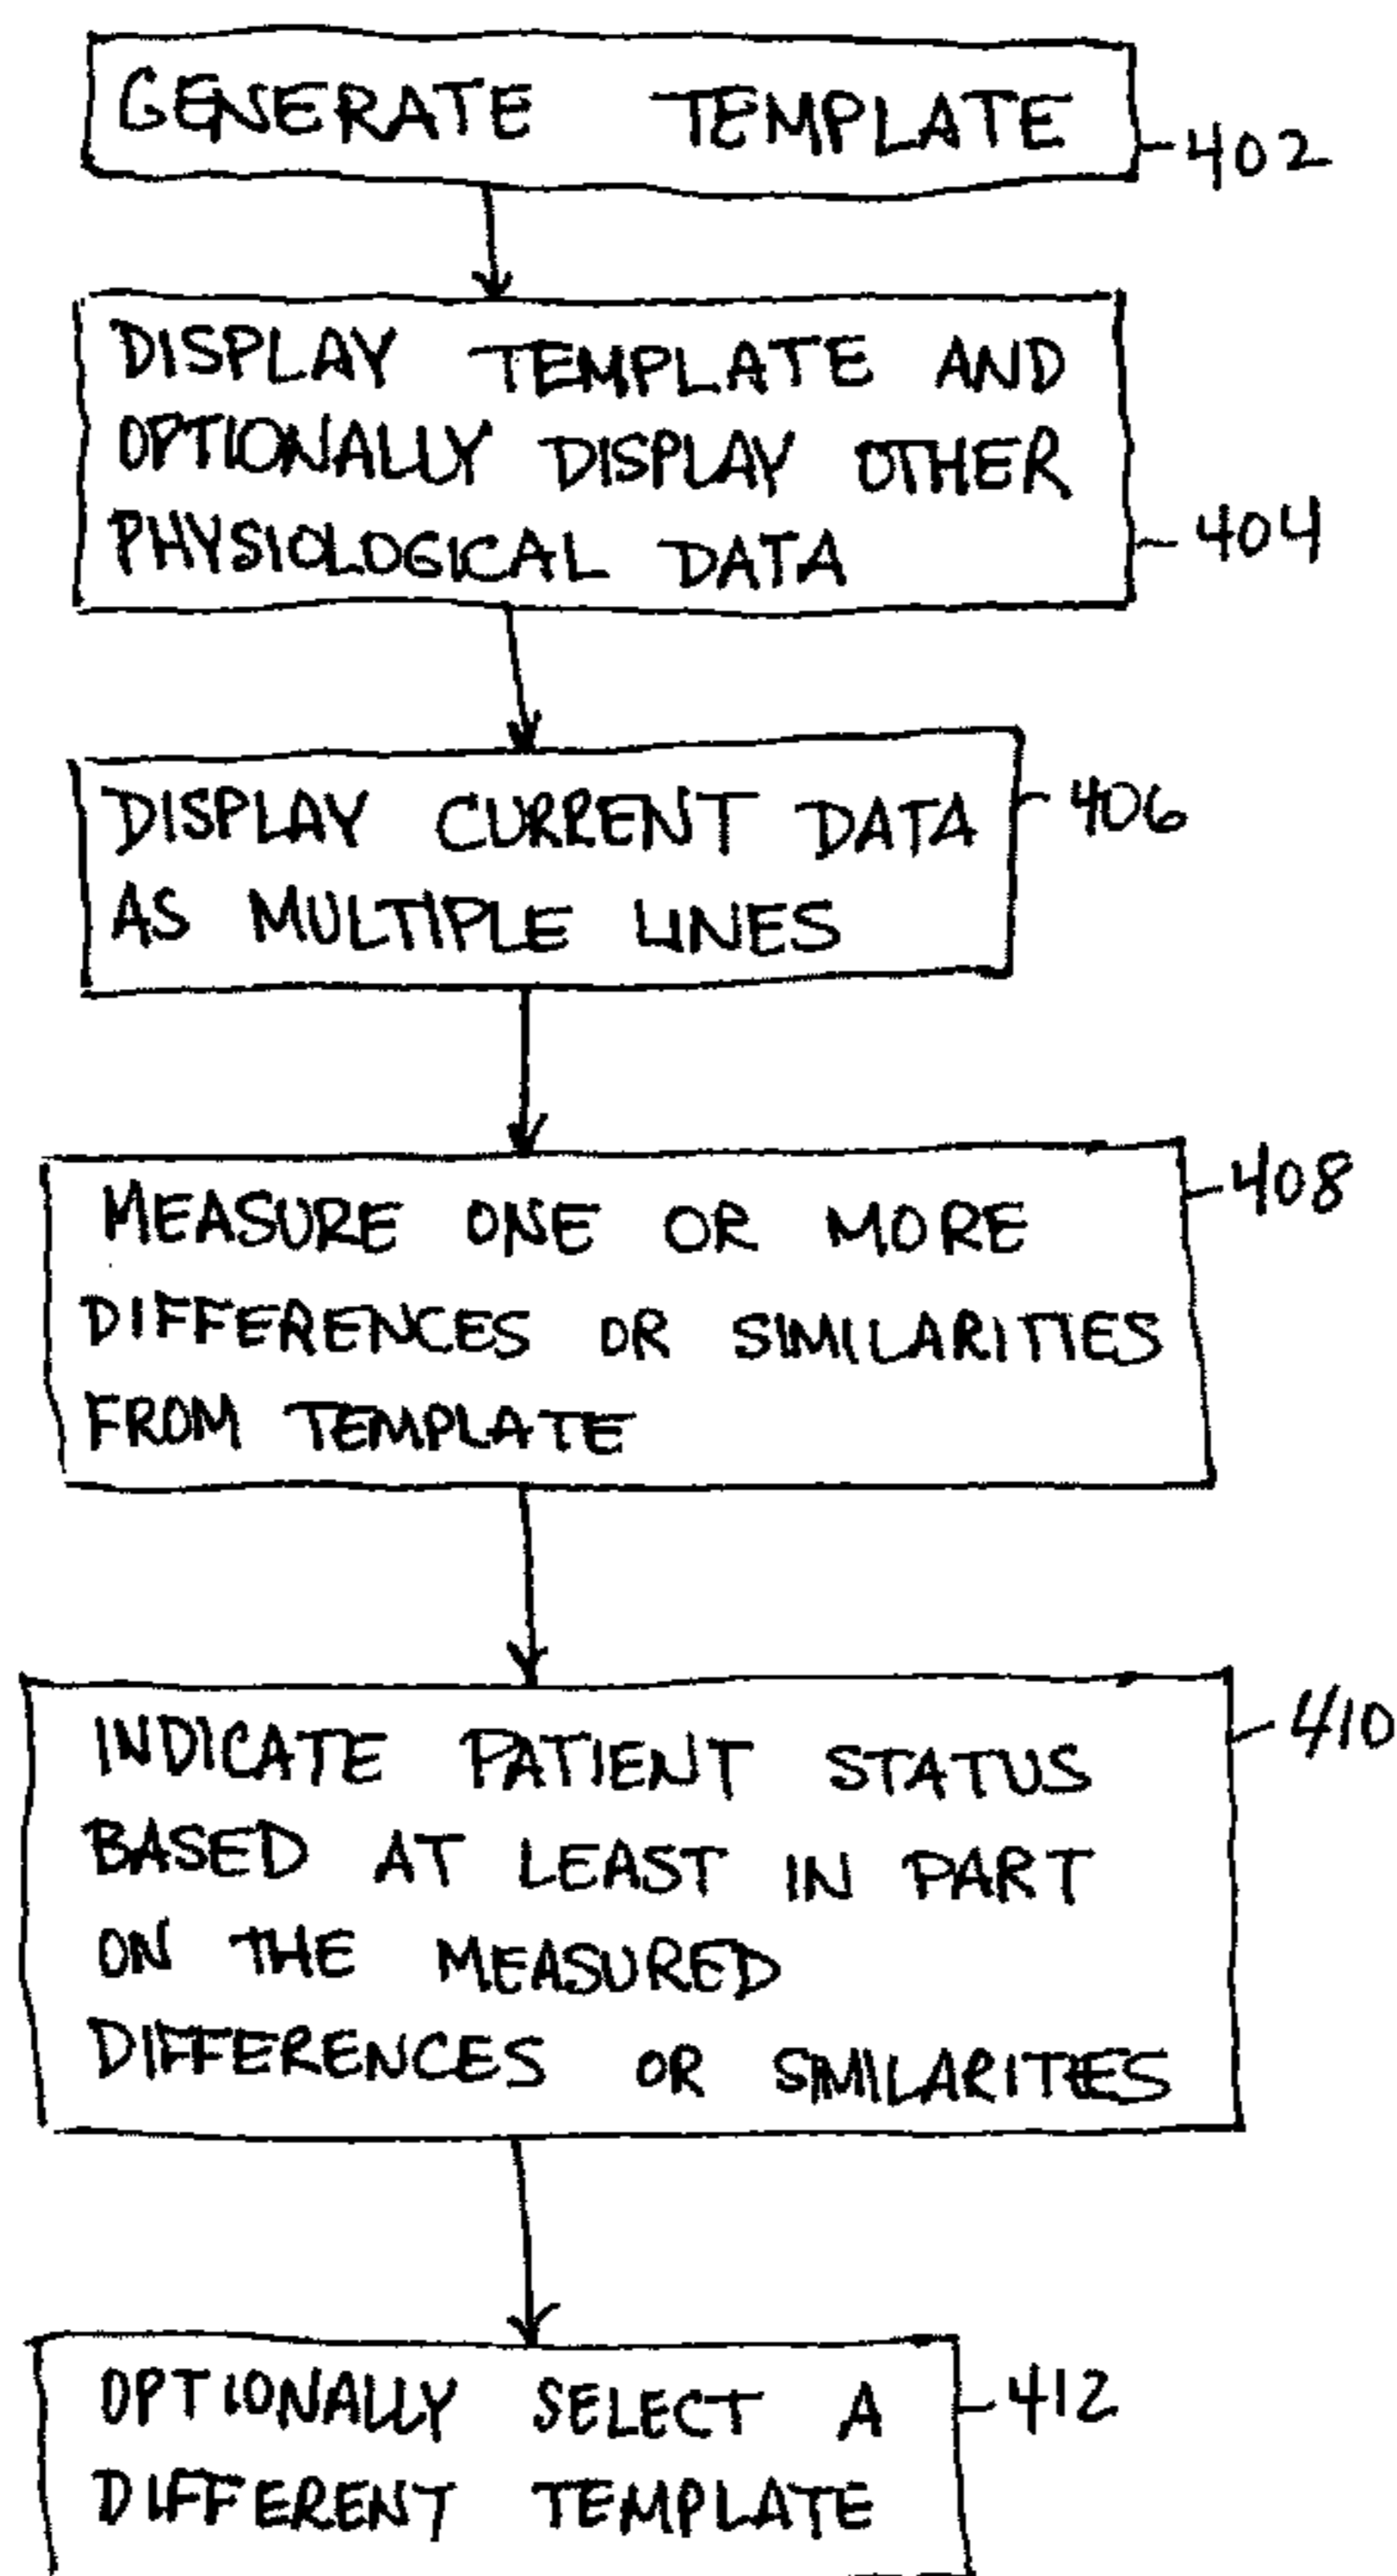 GENERATE TEMPLATE
402
DISPLAY TEMPLATE AND
OPTIONALLY DISPLAY OTHER
PHYSIOLOGICAL DATA
404
DISPLAY CURRENT DATA
AS MULTIPLE LINES
406
MEASURE ONE OR MORE
DIFFERENCES OR SIMILARITIES
FROM TEMPLATE
408
INDICATE PATIENT STATUS
BASED AT LEAST IN PART
ON THE MEASURED
DIFFERENCES OR SIMILARITIES
410
OPTIONALLY SELECT A
DIFFERENT TEMPLATE
412